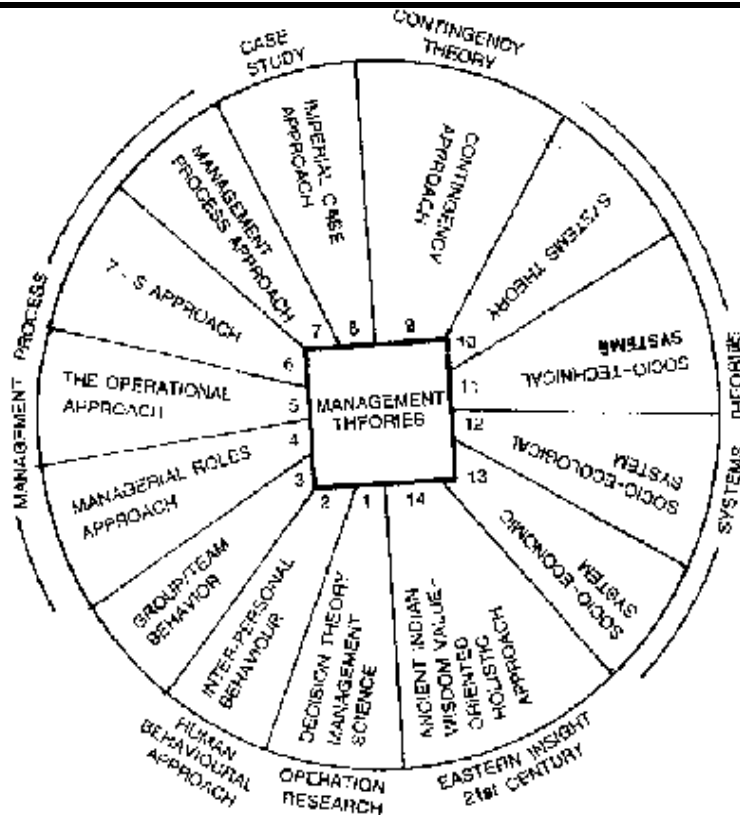 MANAGEMENT
THEORIES
1
DECISION THEORY
MANAGEMENT
SCIENCE
OPERATION
RESEARCH
2
INTER-PERSONAL
BEHAVIOUR
3
GROUP/TEAM
BEHAVIOR
HUMAN
BEHAVIOURAL
APPROACH
4
MANAGERIAL ROLES
APPROACH
5
THE OPERATIONAL
APPROACH
6
7 - S APPROACH
7
MANAGEMENT
PROCESS APPROACH
MANAGEMENT PROCESS
8
IMPERIAL CASE
APPROACH
CASE
STUDY
9
CONTINGENCY
APPROACH
CONTINGENCY
THEORY
10
SYSTEMS THEORY
11
SOCIO-TECHNICAL
SYSTEMS
12
SOCIO-ECOLOGICAL
SYSTEM
13
SOCIO-ECONOMIC
SYSTEM
SYSTEMS THEORIES
14
ANCIENT INDIAN
WISDOM VALUE-
ORIENTED
HOLISTIC
APPROACH
EASTERN INSIGHT
21st CENTURY